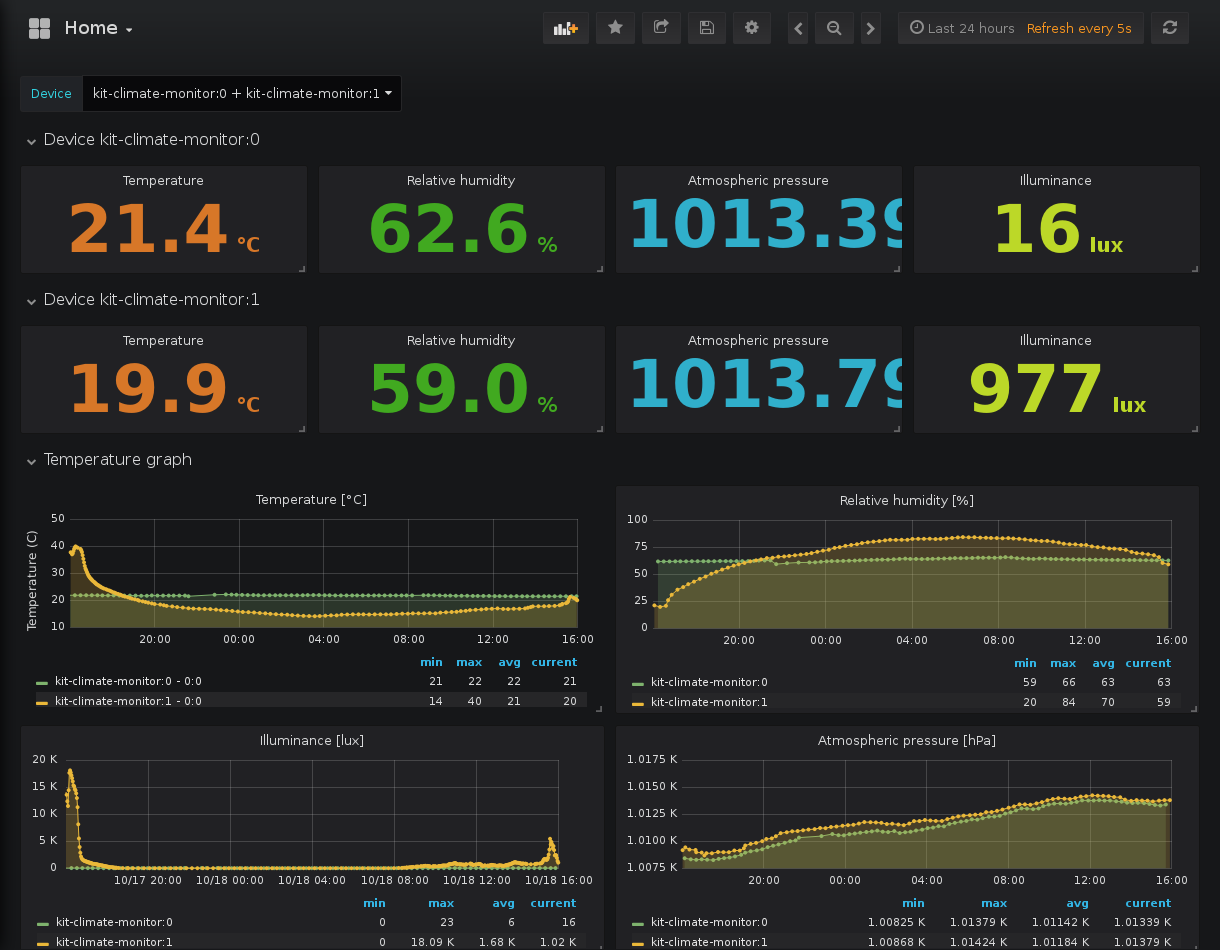 Home
Last 24 hours Refresh every 5s
Device kit-climate-monitor:0 + kit-climate-monitor:1
Device kit-climate-monitor:0
Temperature Relative humidity Atmospheric pressure Illuminance
21.4 °C 62.6 % 1013.39 16 lux
Device kit-climate-monitor:1
Temperature Relative humidity Atmospheric pressure Illuminance
19.9 °C 59.0 % 1013.79 977 lux
Temperature graph
Temperature [°C]
Temperature (C)
50
40
30
20
10
20:00 00:00 04:00 08:00 12:00 16:00
min max avg current
kit-climate-monitor:0 - 0:0 21 22 22 21
kit-climate-monitor:1 - 0:0 14 40 21 20
Relative humidity [%]
100
75
50
25
0
20:00 00:00 04:00 08:00 12:00 16:00
min max avg current
kit-climate-monitor:0 59 66 63 63
kit-climate-monitor:1 20 84 70 59
Illuminance [lux]
20 K
15 K
10 K
5 K
0
10/17 20:00 10/18 00:00 10/18 04:00 10/18 08:00 10/18 12:00 10/18 16:00
min max avg current
kit-climate-monitor:0 0 23 6 16
kit-climate-monitor:1 0 18.09 K 1.68 K 1.02 K
Atmospheric pressure [hPa]
1.0175 K
1.0150 K
1.0125 K
1.0100 K
1.0075 K
20:00 00:00 04:00 08:00 12:00 16:00
min max avg current
kit-climate-monitor:0 1.00825 K 1.01379 K 1.01142 K 1.01339 K
kit-climate-monitor:1 1.00868 K 1.01424 K 1.01184 K 1.01379 K